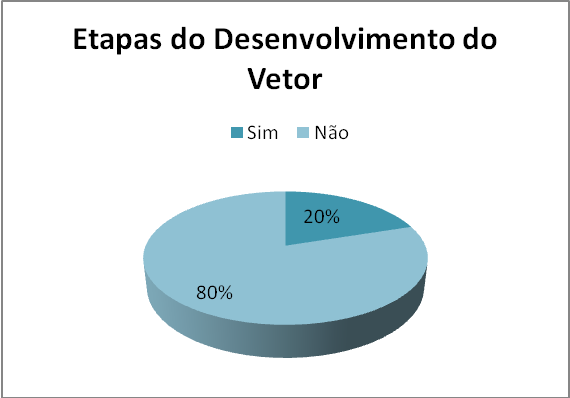 Etapas do Desenvolvimento do
Vetor
Sim Não
20%
80%